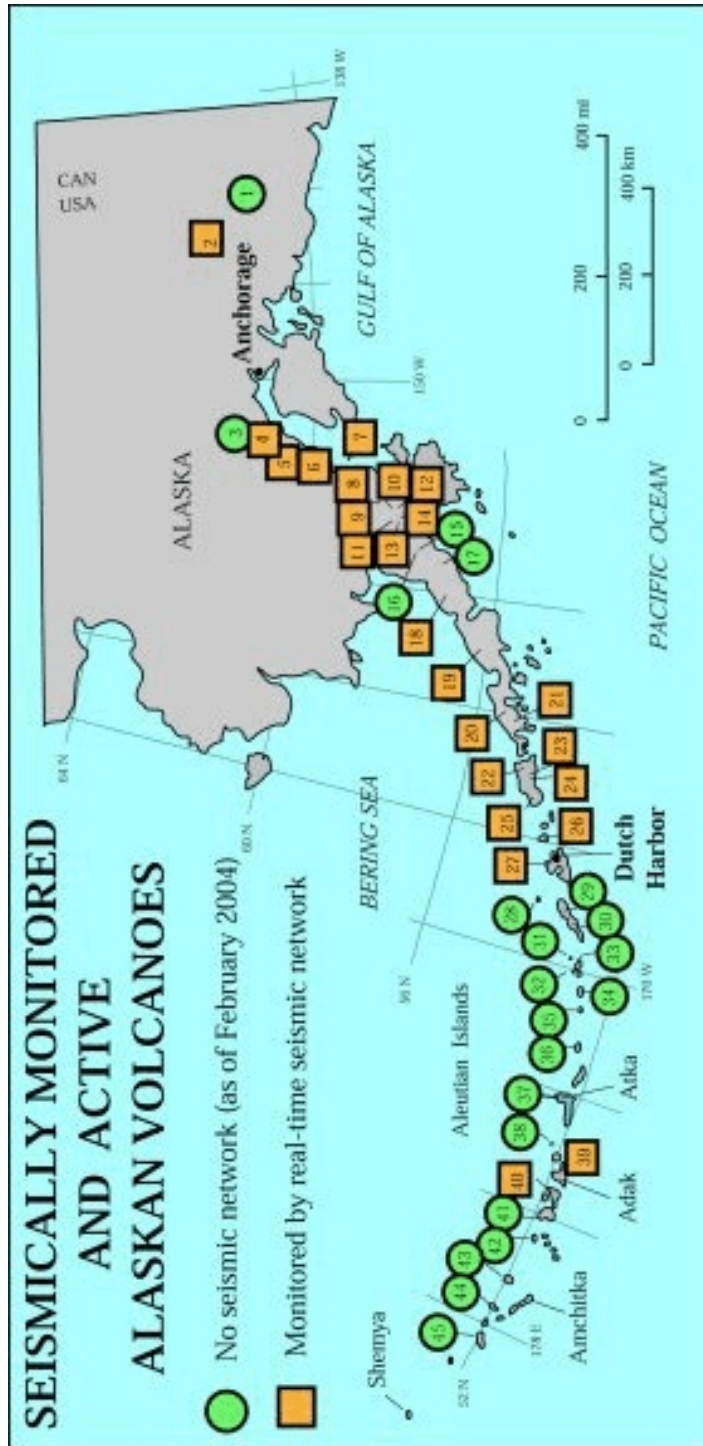 SEISMICALLY MONITORED
AND ACTIVE
ALASKAN VOLCANOES
No seismic network (as of February 2004)
Monitored by real-time seismic network
64 N
60 N
56 N
52 N
178 E
170 W
150 W
138 W
CAN
USA
ALASKA
Anchorage
GULF OF ALASKA
BERING SEA
PACIFIC OCEAN
Dutch
Harbor
Aleutian Islands
Atka
Adak
Amchitka
Shemya
0
200
400 mi
0
200
400 km
1
2
3
4
5
6
7
8
9
10
11
12
13
14
15
16
17
18
19
20
21
22
23
24
25
26
27
28
29
30
31
32
33
34
35
36
37
38
39
40
41
42
43
44
45